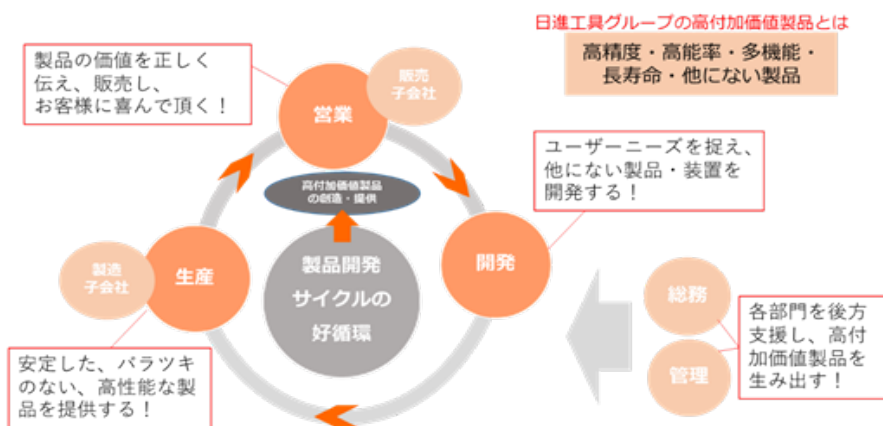 日進工具グループの高付加価値製品とは
高精度・高能率・多機能・
長寿命・他にない製品
製品の価値を正しく
伝え、販売し、
お客様に喜んで頂く！
営業
販売
子会社
高付加価値製品
の創造・提供
ユーザーニーズを捉え、
他にない製品・装置を
開発する！
開発
製品開発
サイクルの
好循環
製造
子会社
生産
安定した、バラツキ
のない、高性能な製
品を提供する！
総務
管理
各部門を後方
支援し、高付
加価値製品を
生み出す！